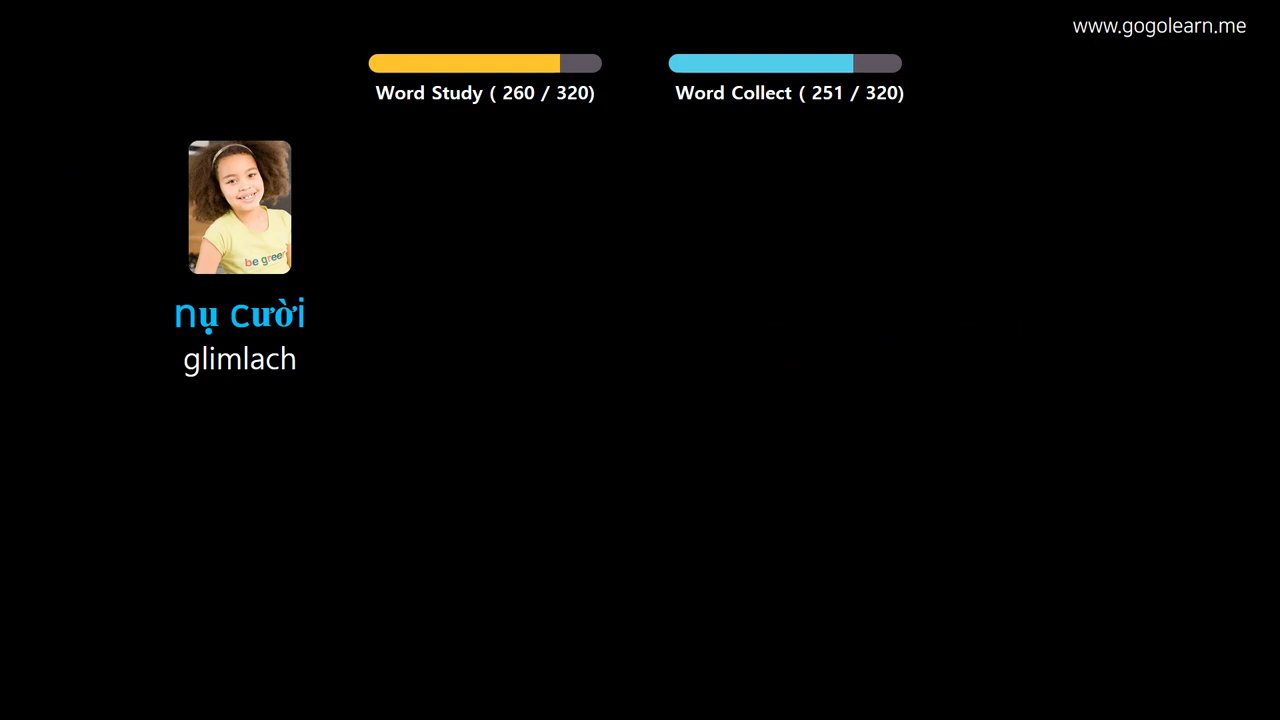 www.gogolearn.me
Word Study ( 260 / 320)
Word Collect ( 251 / 320)
be green
nụ cười
glimlach